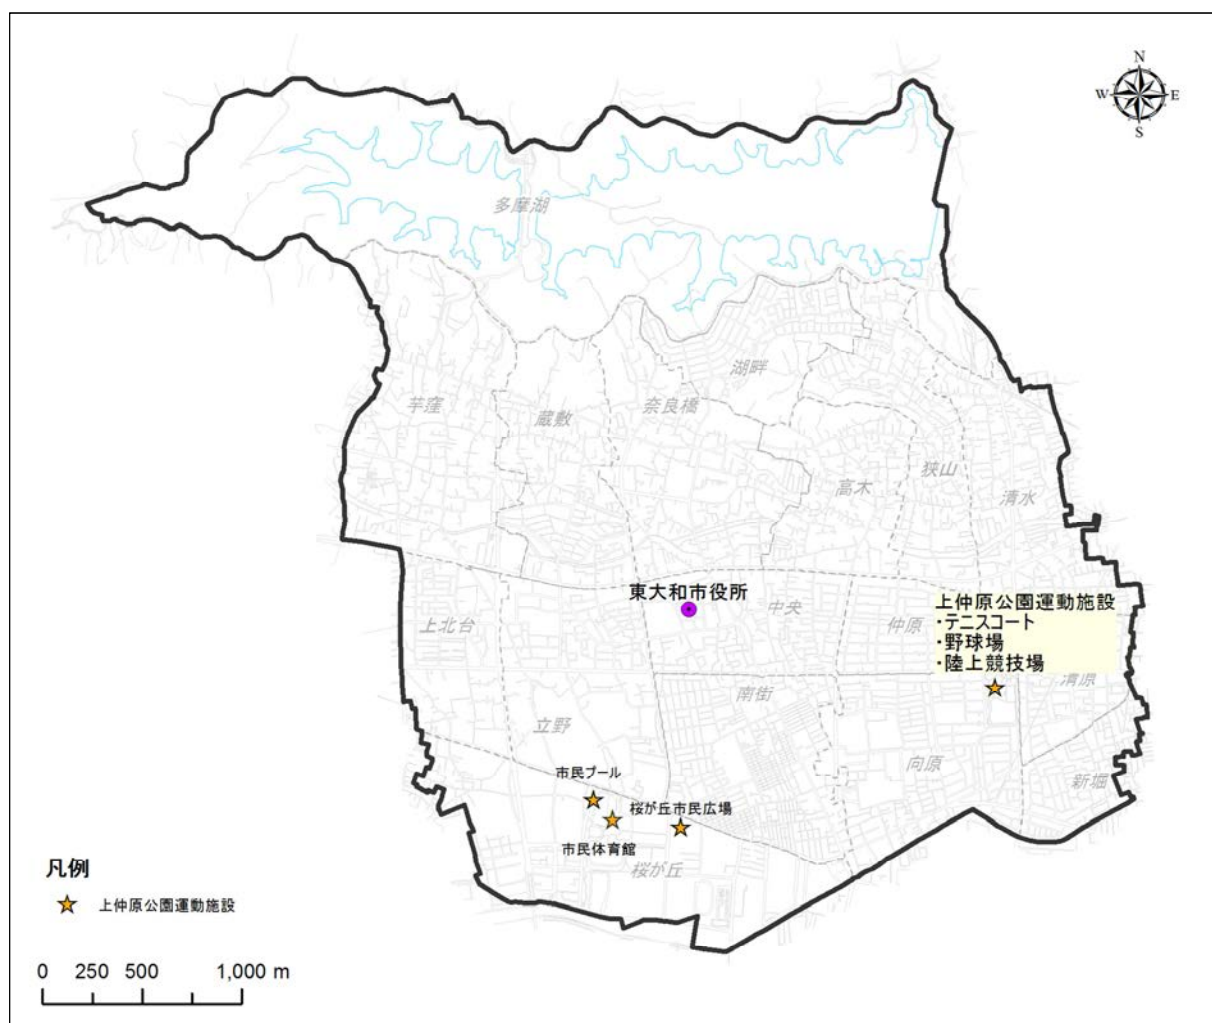 N
W
E
S
多摩湖
湖畔
芋窪
蔵敷
奈良橋
狭山
高木
清水
東大和市役所
中央
上北台
仲原
上仲原公園運動施設
・テニスコート
・野球場
・陸上競技場
清原
南街
立野
向原
新堀
市民プール
桜が丘市民広場
市民体育館
桜が丘
凡例
上仲原公園運動施設
0 250 500 1,000 m